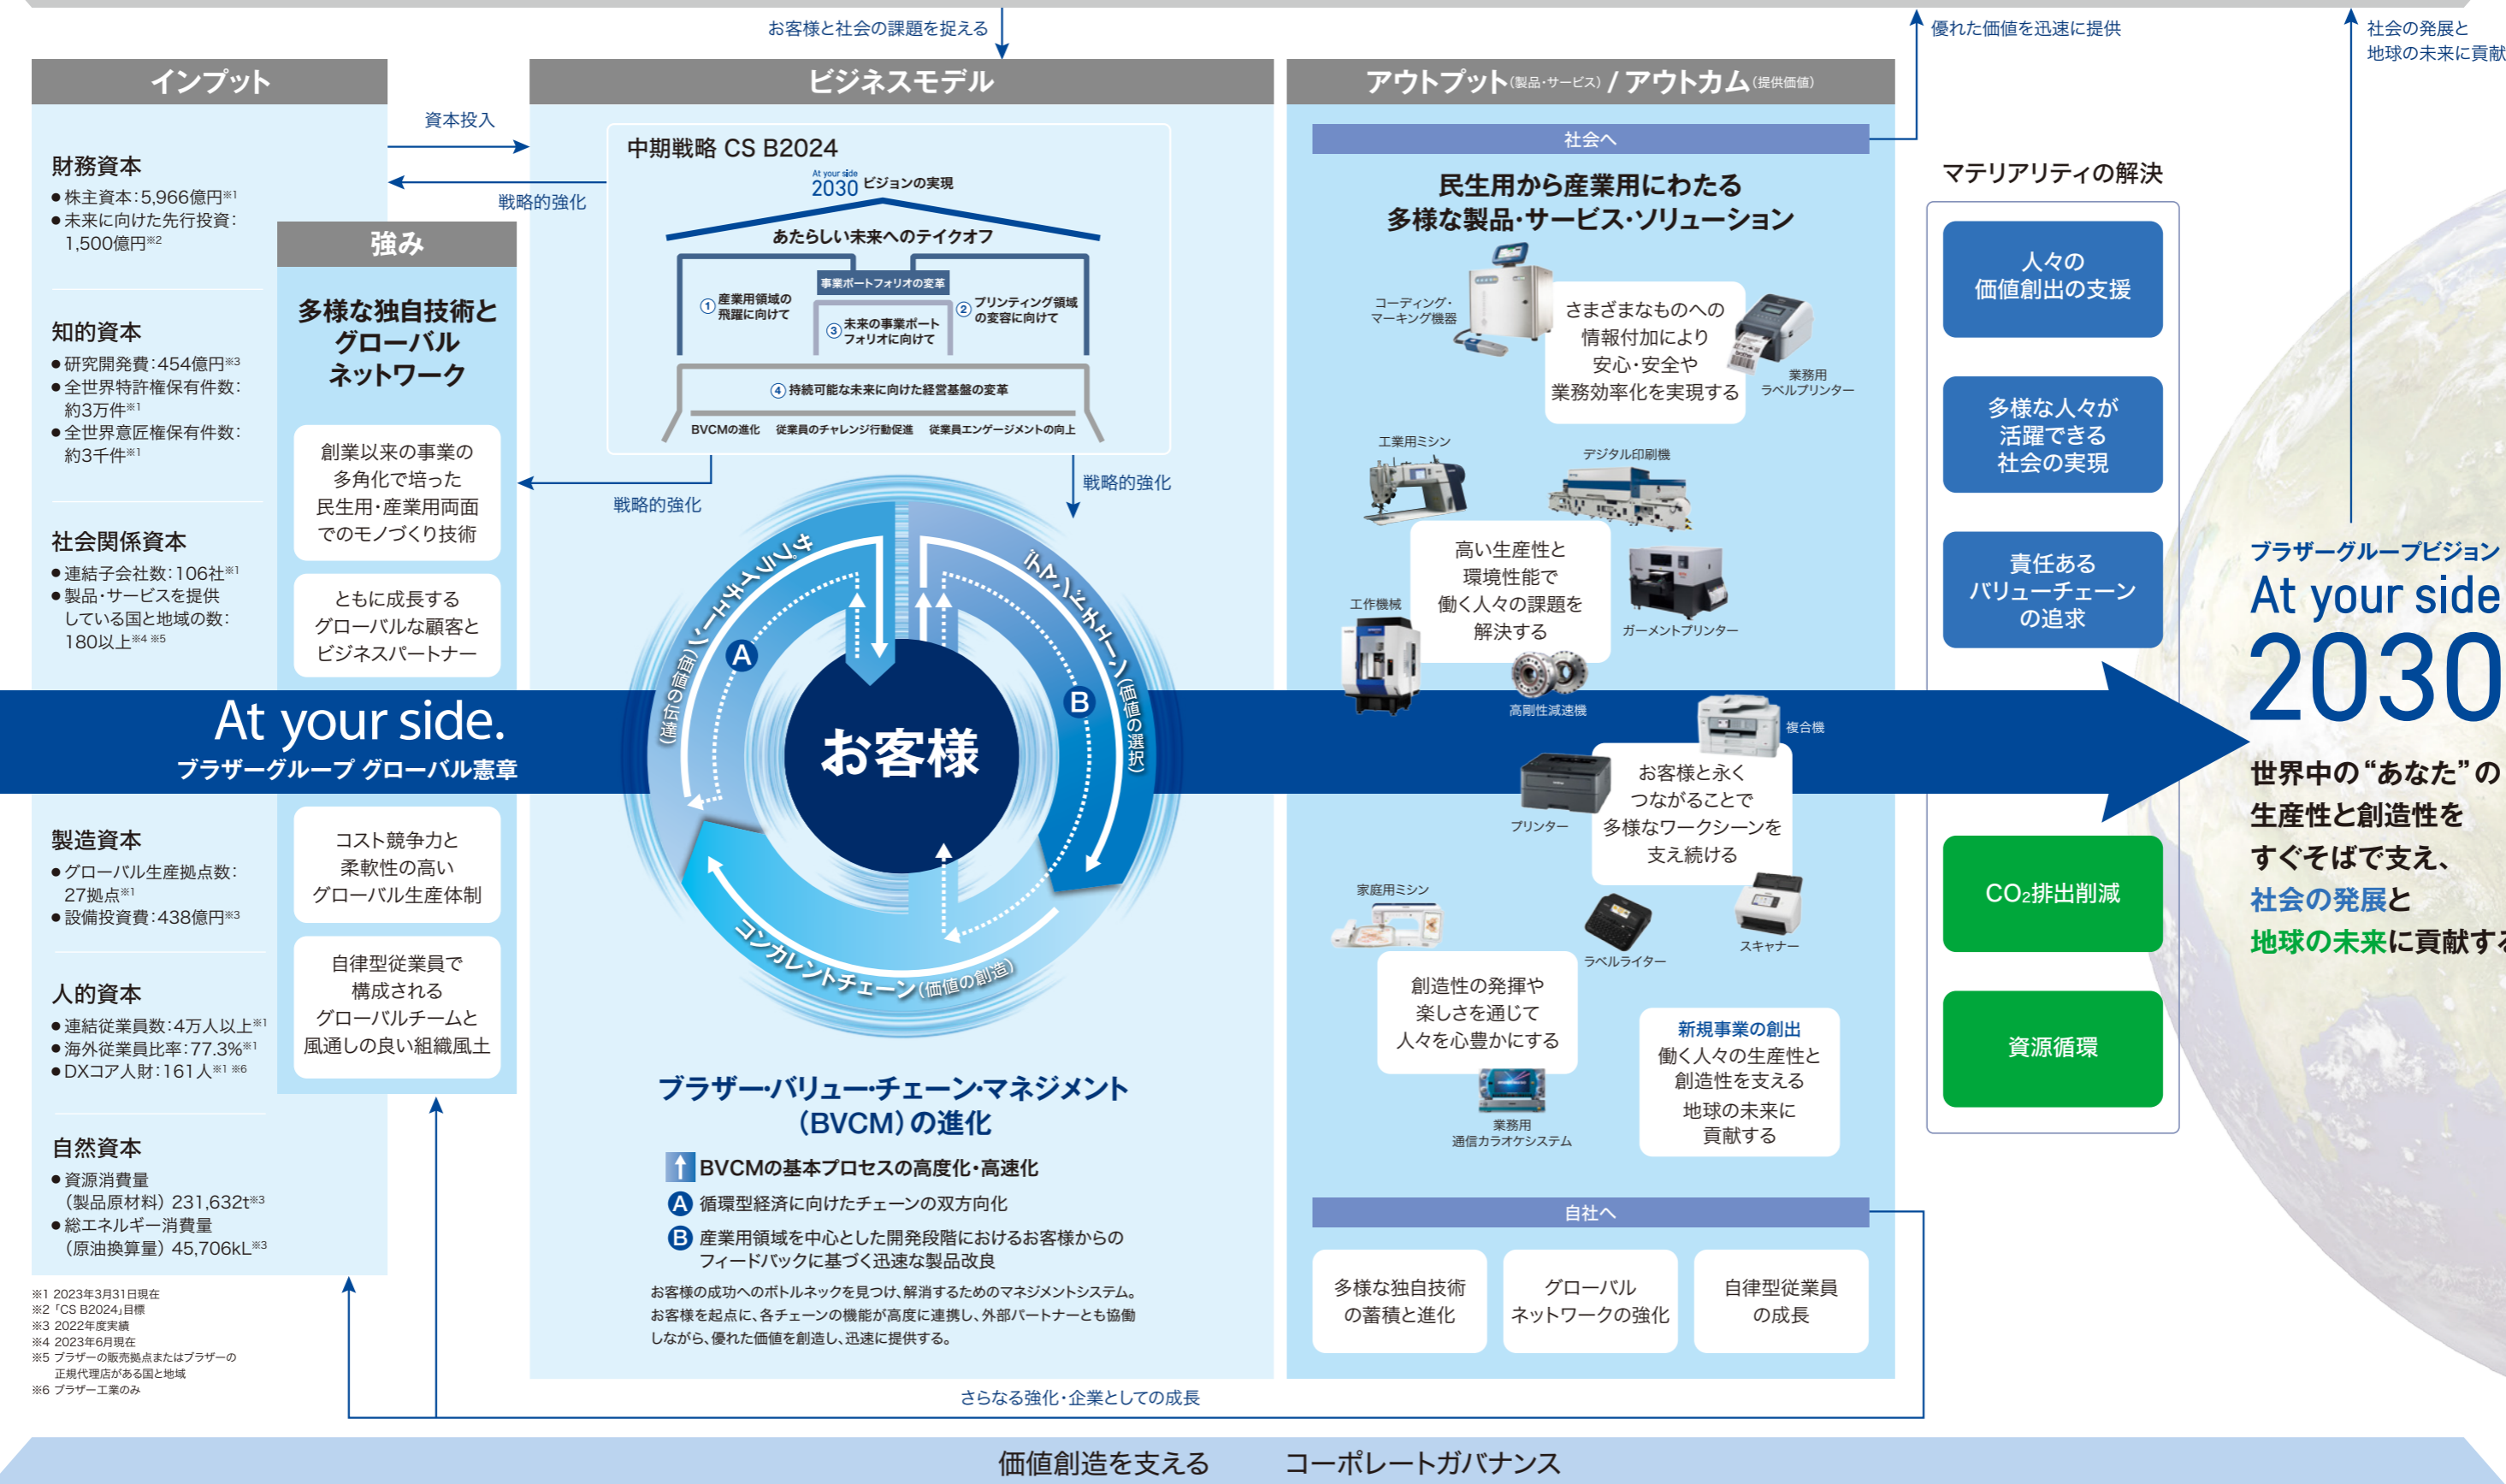 お客様と社会の課題を捉える
優れた価値を迅速に提供
社会の発展と
地球の未来に貢献
インプット
財務資本
●株主資本：5,966億円※1
●未来に向けた先行投資：
1,500億円※2
知的資本
●研究開発費：454億円※3
●全世界特許権保有件数：
約3万件※1
●全世界意匠権保有件数：
約3千件※1
社会関係資本
●連結子会社数：106社※1
●製品・サービスを提供
している国と地域の数：
180以上※4 ※5
At your side.
ブラザーグループ グローバル憲章
製造資本
●グローバル生産拠点数：
27拠点※1
●設備投資費：438億円※3
人的資本
●連結従業員数：4万人以上※1
●海外従業員比率：77.3%※1
●DXコア人財：161人※1 ※6
自然資本
●資源消費量
（製品原材料）231,632t※3
●総エネルギー消費量
（原油換算量）45,706kL※3
※1 2023年3月31日現在
※2 「CS B2024」目標
※3 2022年度実績
※4 2023年6月現在
※5 ブラザーの販売拠点またはブラザーの
正規代理店がある国と地域
※6 ブラザー工業のみ
強み
多様な独自技術と
グローバル
ネットワーク
創業以来の事業の
多角化で培った
民生用・産業用両面
でのモノづくり技術
ともに成長する
グローバルな顧客と
ビジネスパートナー
コスト競争力と
柔軟性の高い
グローバル生産体制
自律型従業員で
構成される
グローバルチームと
風通しの良い組織風土
資本投入
戦略的強化
ビジネスモデル
中期戦略 CS B2024
At your side
2030 ビジョンの実現
あたらしい未来へのテイクオフ
事業ポートフォリオの変革
① 産業用領域の
飛躍に向けて
② プリンティング領域
の変容に向けて
③ 未来の事業ポート
フォリオに向けて
④ 持続可能な未来に向けた経営基盤の変革
BVCMの進化 従業員のチャレンジ行動促進 従業員エンゲージメントの向上
戦略的強化
戦略的強化
サプライチェーン（価値の伝達）
デマンドチェーン（価値の選択）
A
B
お客様
コンカレントチェーン（価値の創造）
ブラザー・バリュー・チェーン・マネジメント
（BVCM）の進化
BVCMの基本プロセスの高度化・高速化
A 循環型経済に向けたチェーンの双方向化
B 産業用領域を中心とした開発段階におけるお客様からの
フィードバックに基づく迅速な製品改良
お客様の成功へのボトルネックを見つけ、解消するためのマネジメントシステム。
お客様を起点に、各チェーンの機能が高度に連携し、外部パートナーとも協働
しながら、優れた価値を創造し、迅速に提供する。
アウトプット（製品・サービス）/ アウトカム（提供価値）
社会へ
民生用から産業用にわたる
多様な製品・サービス・ソリューション
コーディング・
マーキング機器
さまざまなものへの
情報付加により
安心・安全や
業務効率化を実現する
業務用
ラベルプリンター
工業用ミシン
デジタル印刷機
高い生産性と
環境性能で
働く人々の課題を
解決する
工作機械
ガーメントプリンター
高剛性減速機
複合機
プリンター
お客様と永く
つながることで
多様なワークシーンを
支え続ける
家庭用ミシン
ラベルライター
スキャナー
創造性の発揮や
楽しさを通じて
人々を心豊かにする
業務用
通信カラオケシステム
新規事業の創出
働く人々の生産性と
創造性を支える
地球の未来に
貢献する
自社へ
多様な独自技術
の蓄積と進化
グローバル
ネットワークの強化
自律型従業員
の成長
マテリアリティの解決
人々の
価値創出の支援
多様な人々が
活躍できる
社会の実現
責任ある
バリューチェーン
の追求
CO₂排出削減
資源循環
ブラザーグループビジョン
At your side
2030
世界中の“あなた”の
生産性と創造性を
すぐそばで支え、
社会の発展と
地球の未来に貢献する
さらなる強化・企業としての成長
価値創造を支える コーポレートガバナンス